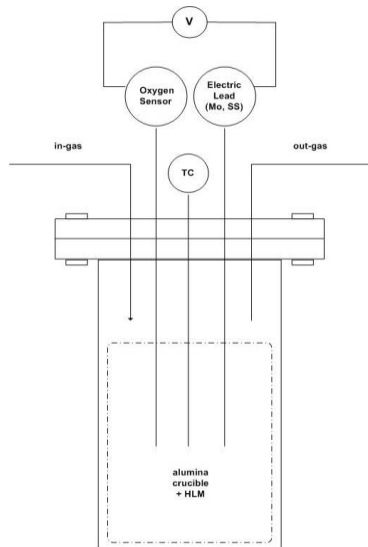 V
Oxygen
Sensor
Electric
Lead
(Mo, SS)
in-gas
out-gas
TC
alumina
crucible
+ HLM